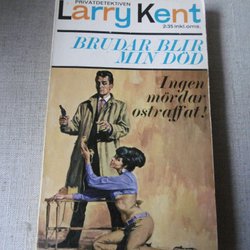 PRIVATDETEKTIVEN
Larry Kent
2:35 inkl. oms.
BRUDAR BLIR
MIN DÖD
Ingen
mördar
ostraffat!